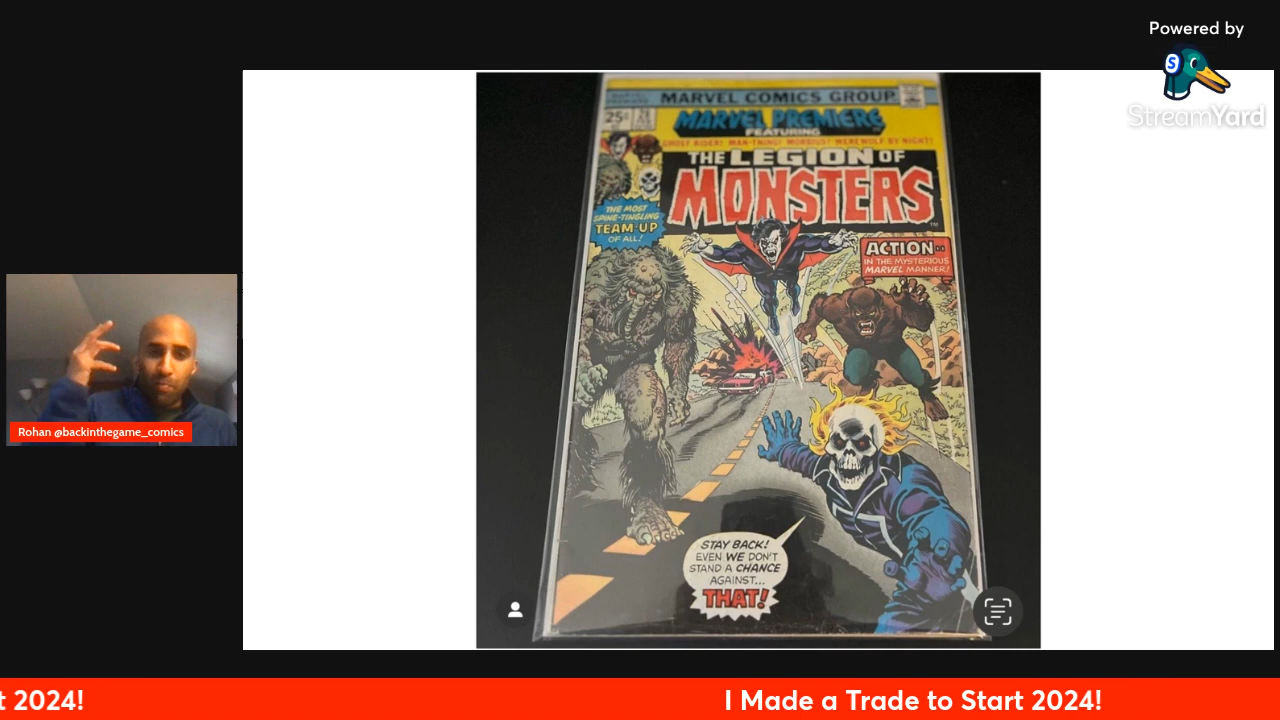 Powered by
StreamYard
MARVEL COMICS GROUP
25¢ 28
MARVEL PREMIERE
FEATURING
GHOST RIDER! MAN-THING! MORBIUS! WEREWOLF BY NIGHT!
THE LEGION OF
MONSTERS
TM
THE MOST
SPINE-TINGLING
TEAM-UP
OF ALL!
ACTION--
IN THE MYSTERIOUS
MARVEL MANNER!
Rohan @backinthegame_comics
STAY BACK!
EVEN WE DON'T
STAND A CHANCE
AGAINST...
THAT!
t 2024!
I Made a Trade to Start 2024!